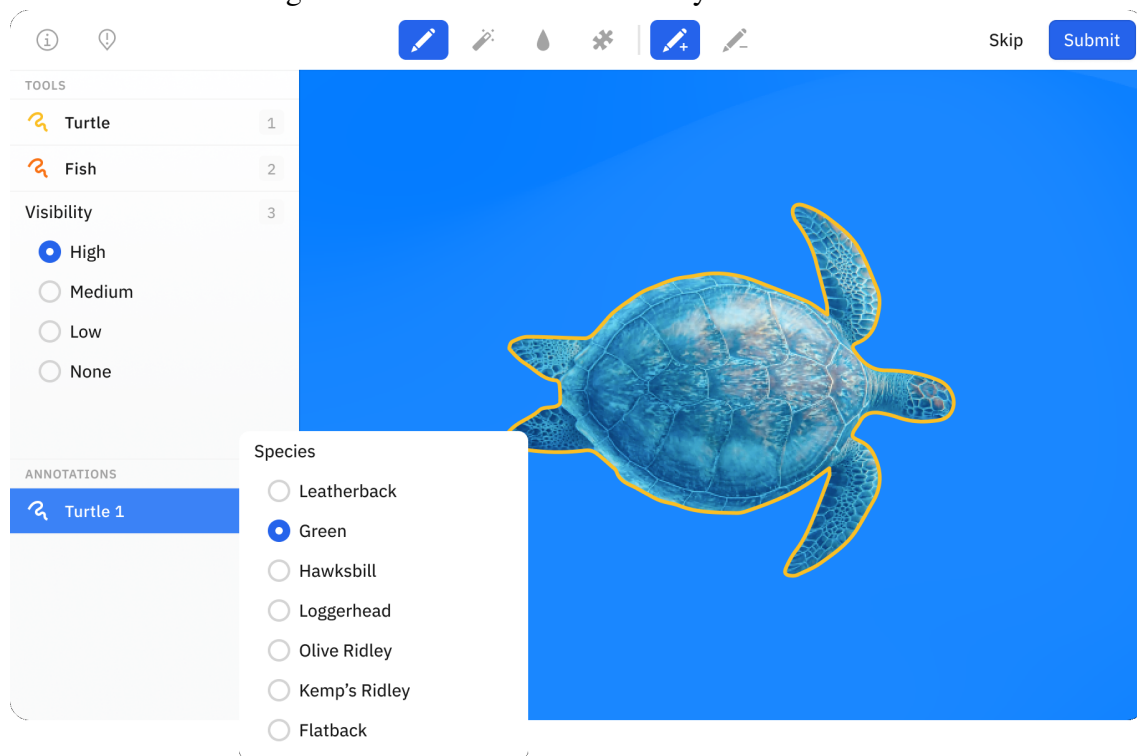 Skip
Submit
TOOLS
Turtle 1
Fish 2
Visibility 3
High
Medium
Low
None
ANNOTATIONS
Turtle 1
Species
Leatherback
Green
Hawksbill
Loggerhead
Olive Ridley
Kemp’s Ridley
Flatback